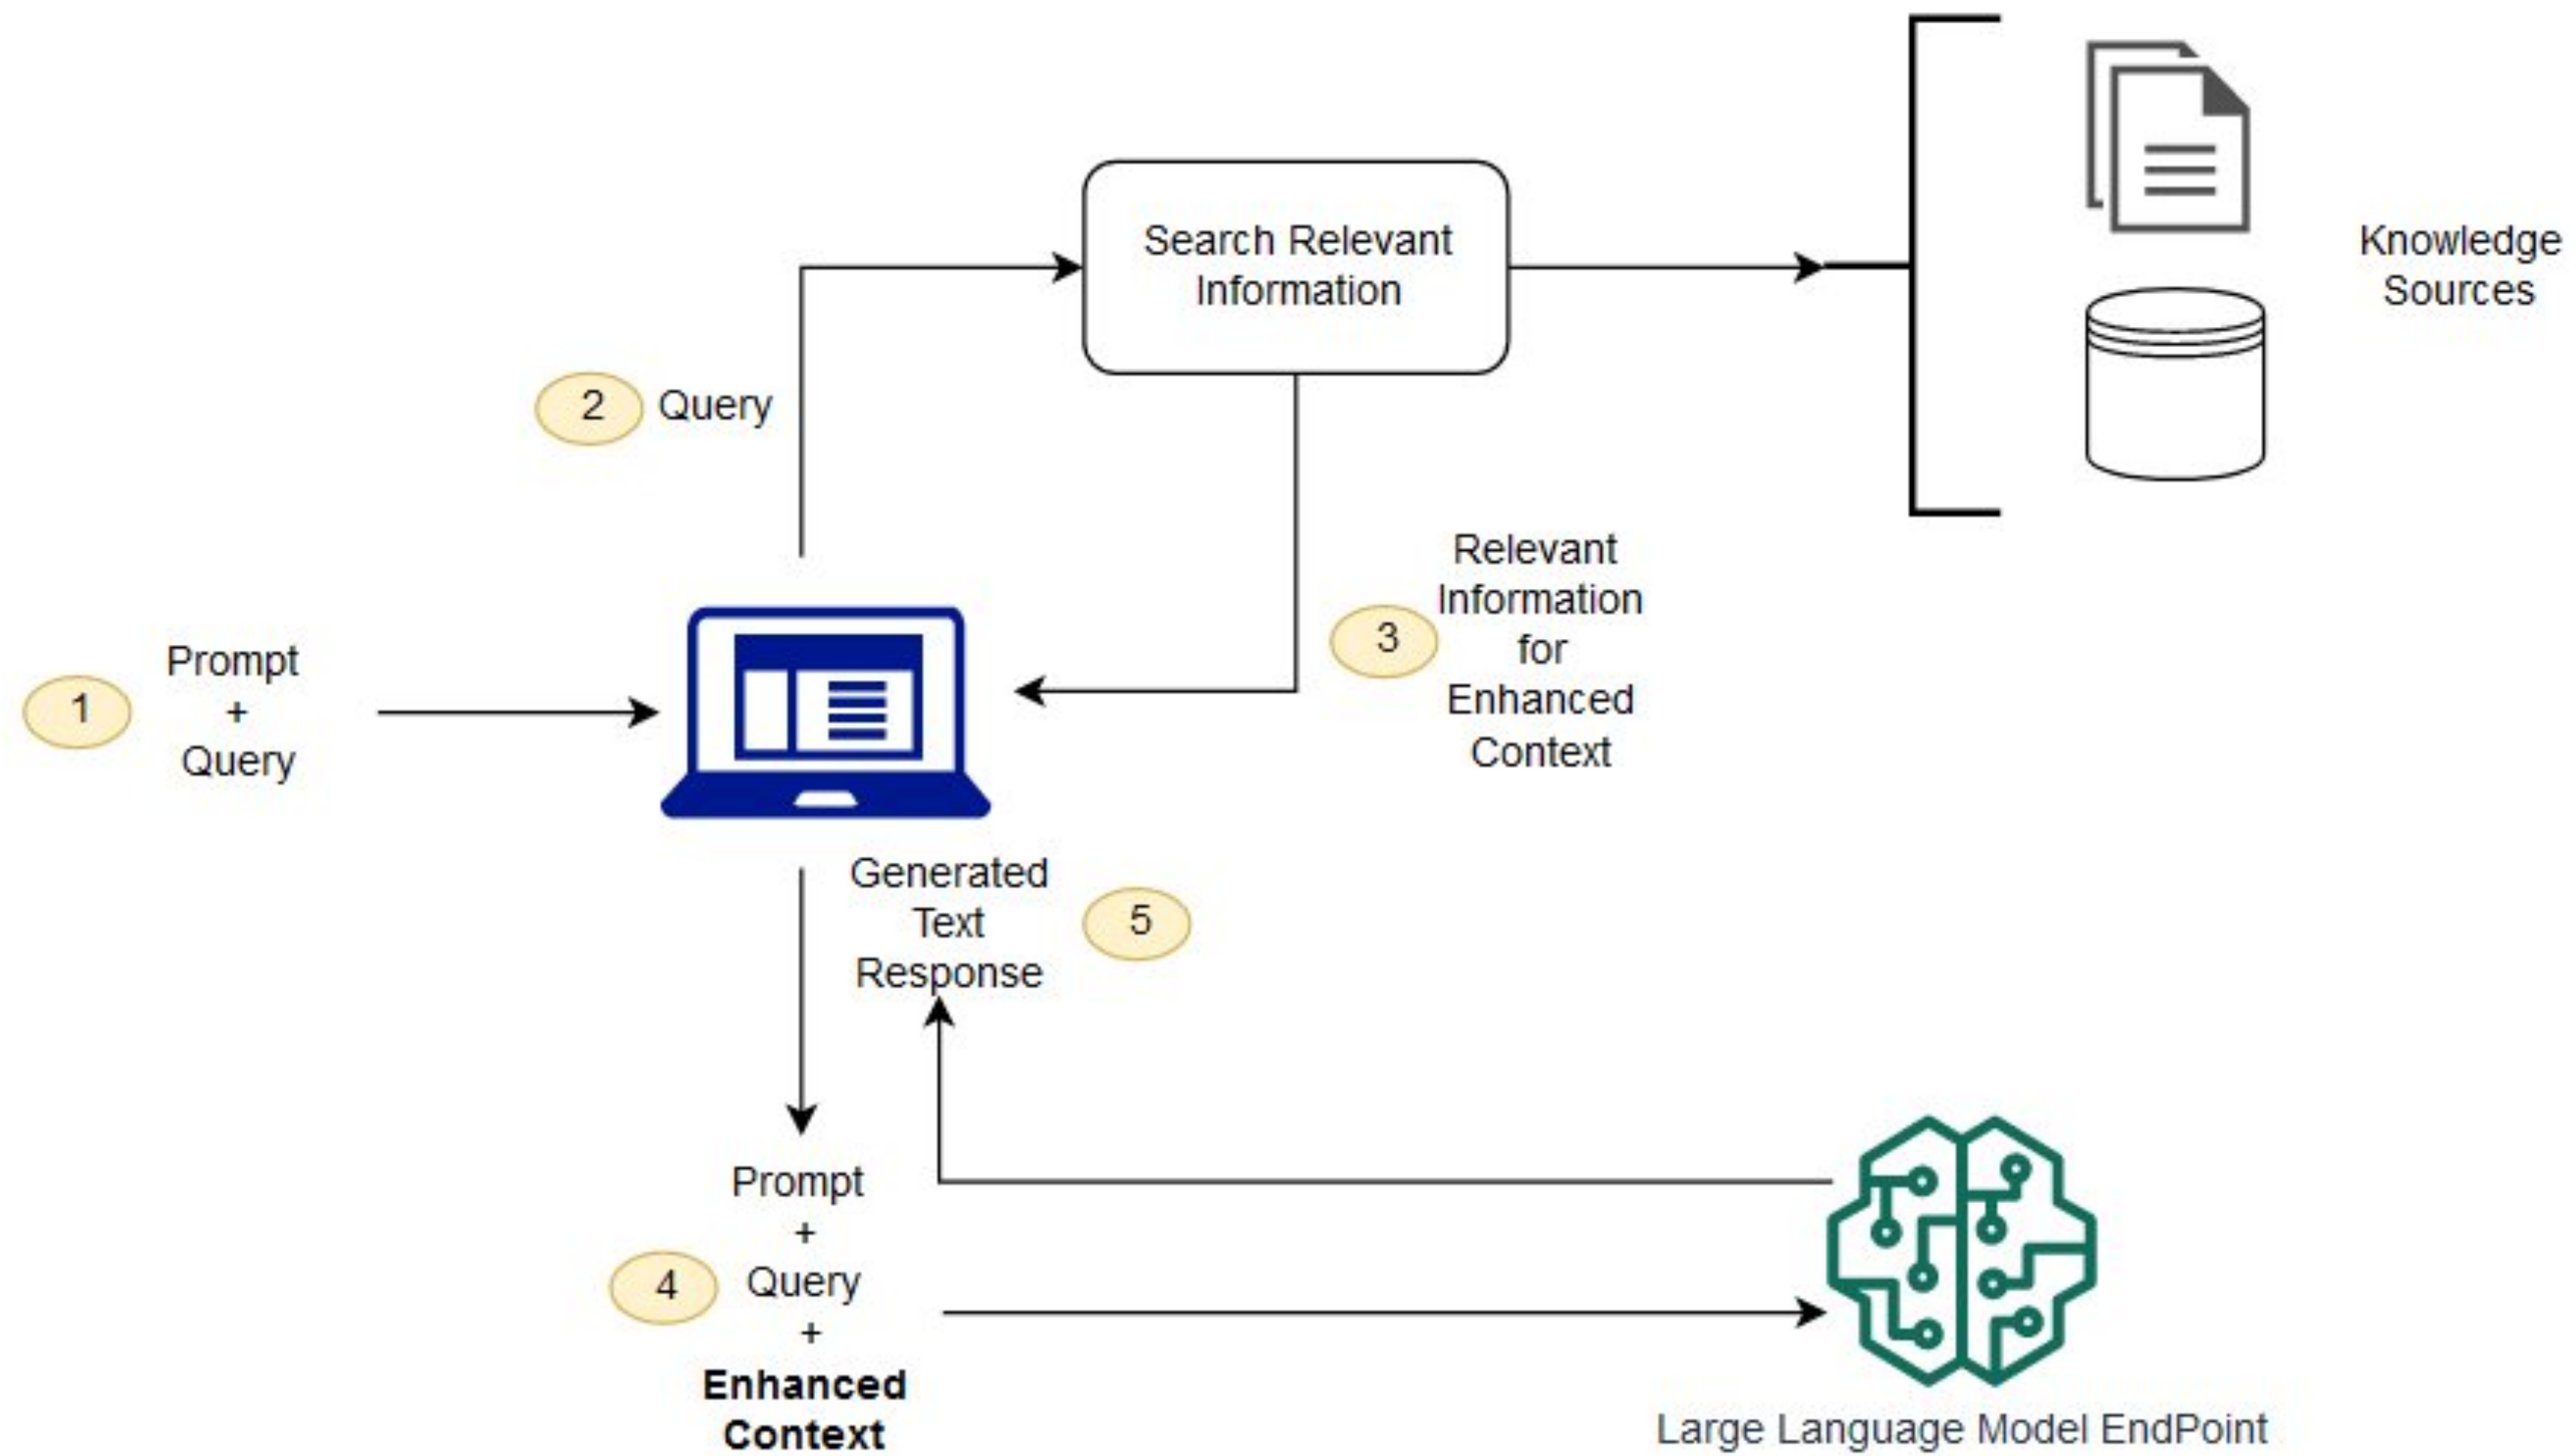 Search Relevant
Information
Knowledge
Sources
2 Query
1
Prompt
+
Query
3
Relevant
Information
for
Enhanced
Context
Generated
Text
Response
5
4
Prompt
+
Query
+
Enhanced
Context
Large Language Model EndPoint